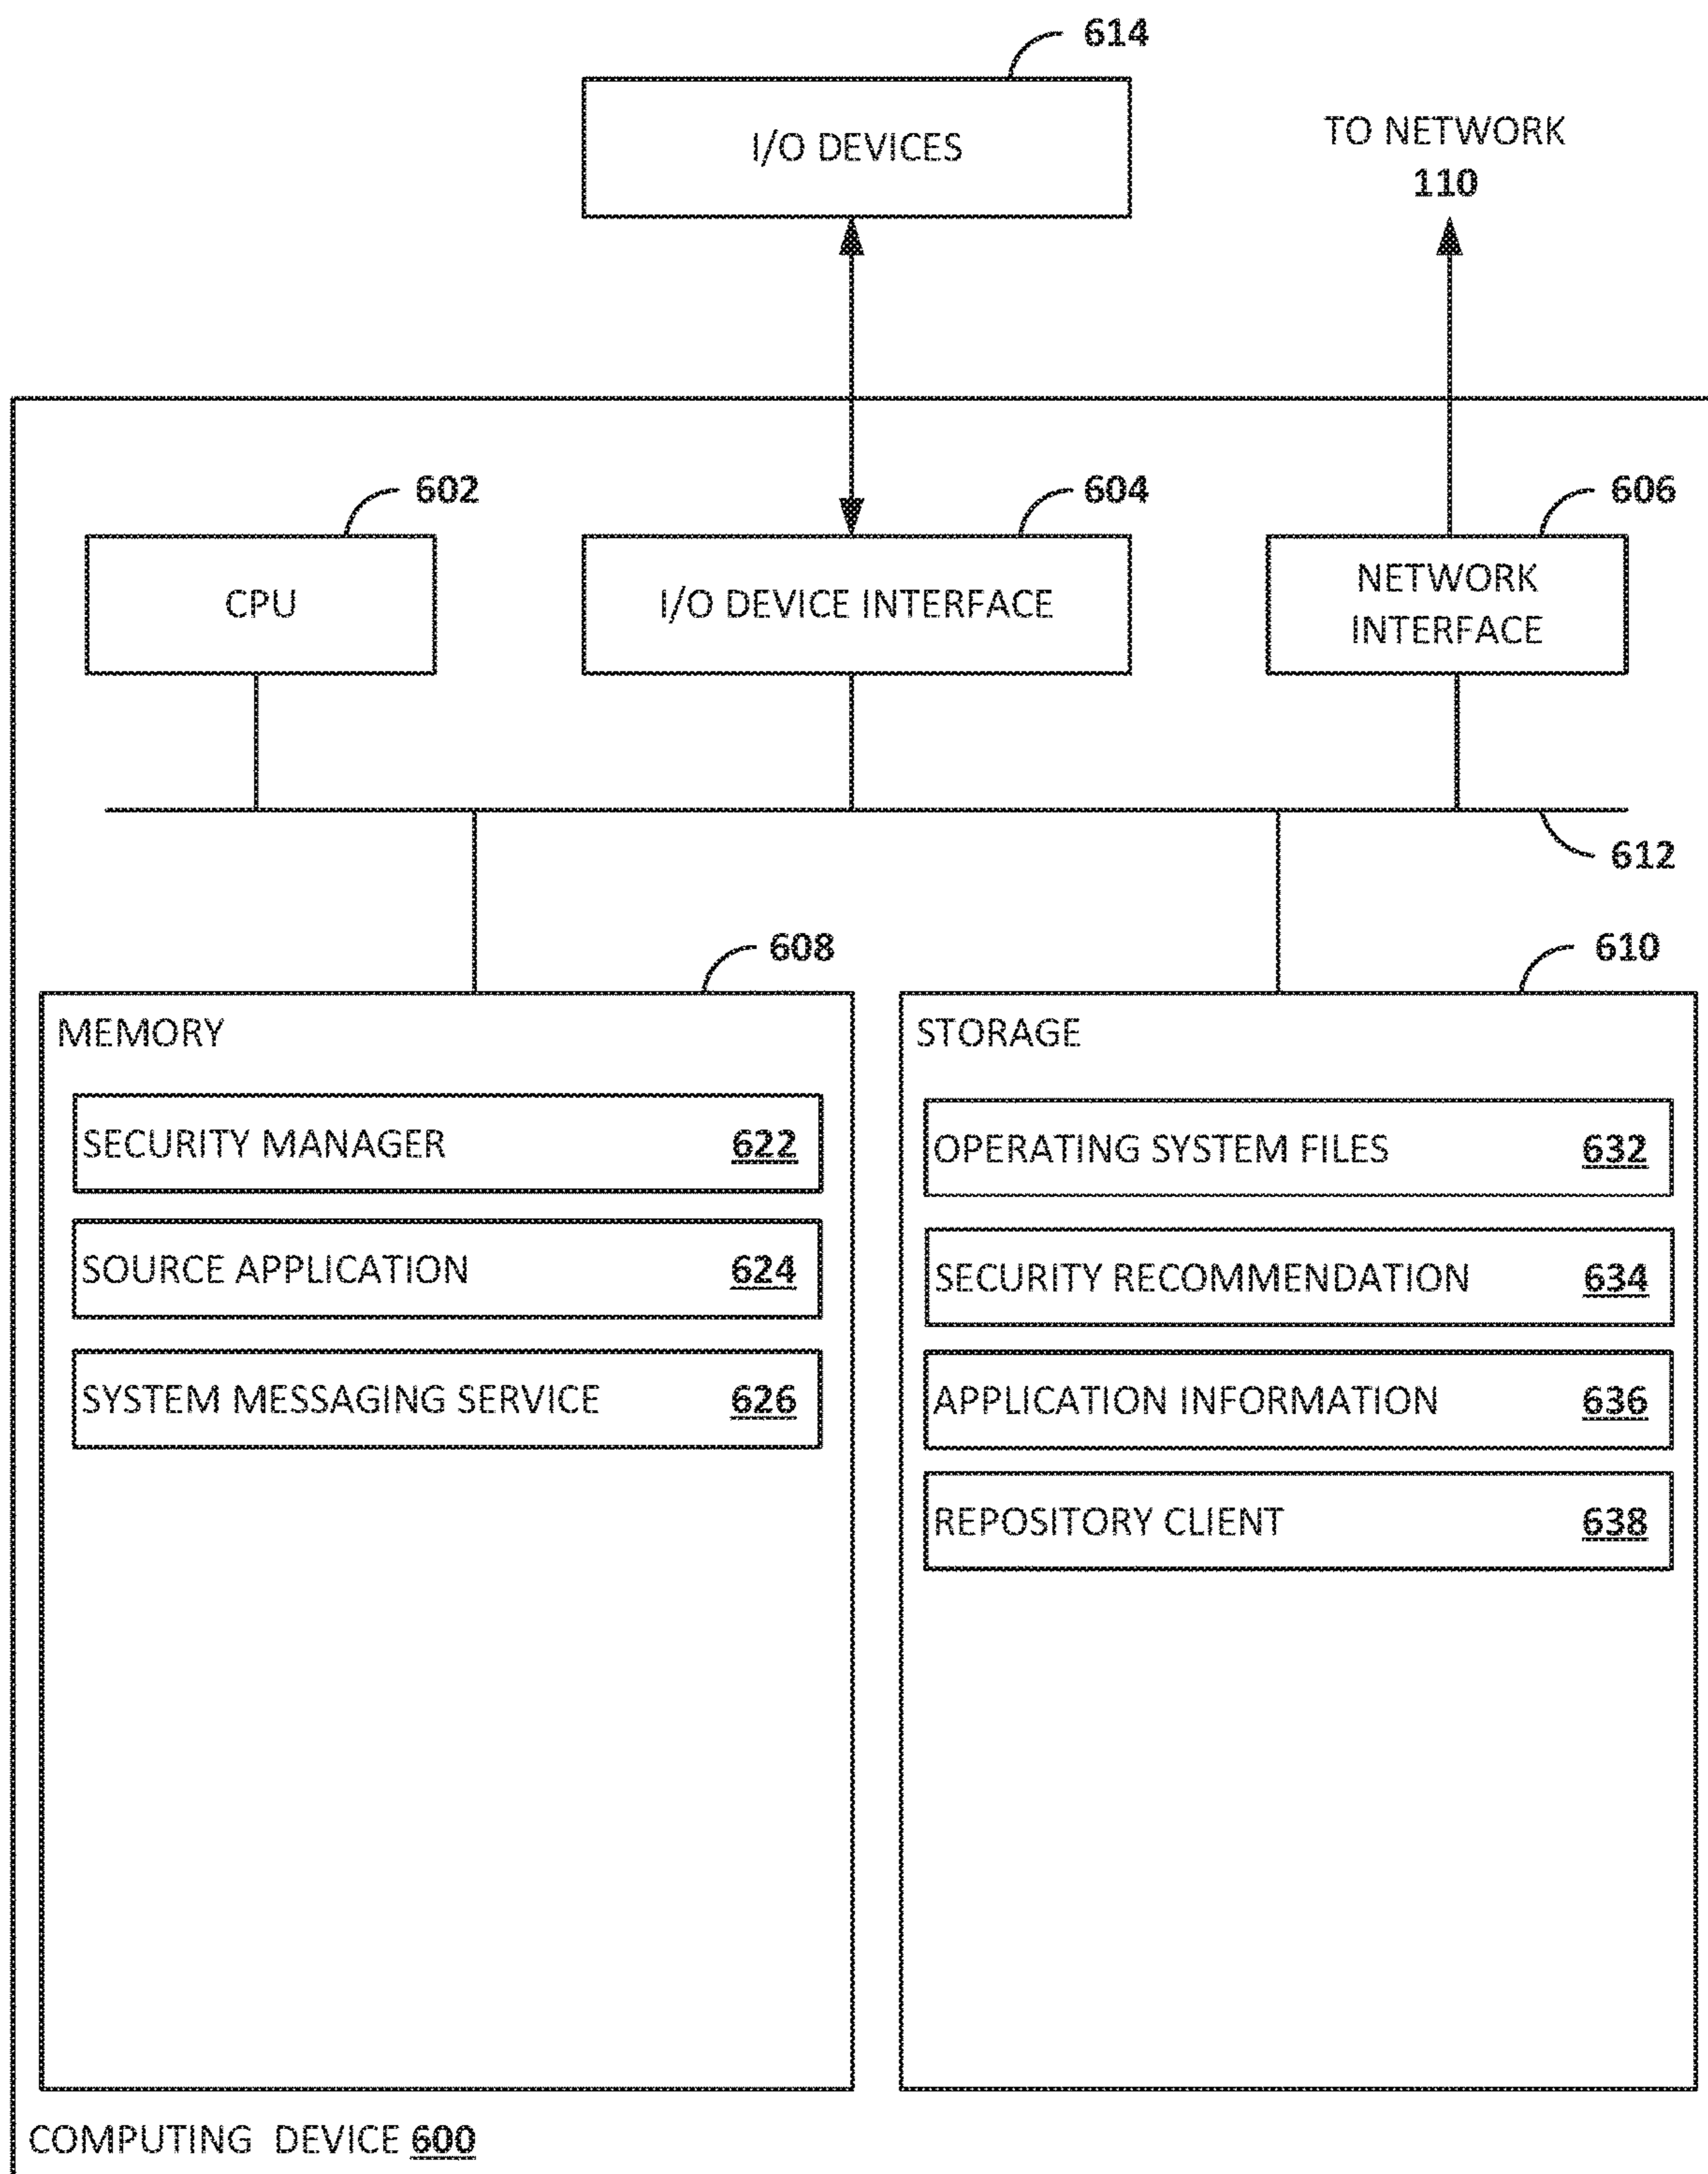 614
I/O DEVICES
TO NETWORK
110
602
604
606
CPU
I/O DEVICE INTERFACE
NETWORK
INTERFACE
612
608
610
MEMORY
STORAGE
SECURITY MANAGER 622
OPERATING SYSTEM FILES 632
SOURCE APPLICATION 624
SECURITY RECOMMENDATION 634
SYSTEM MESSAGING SERVICE 626
APPLICATION INFORMATION 636
REPOSITORY CLIENT 638
COMPUTING DEVICE 600